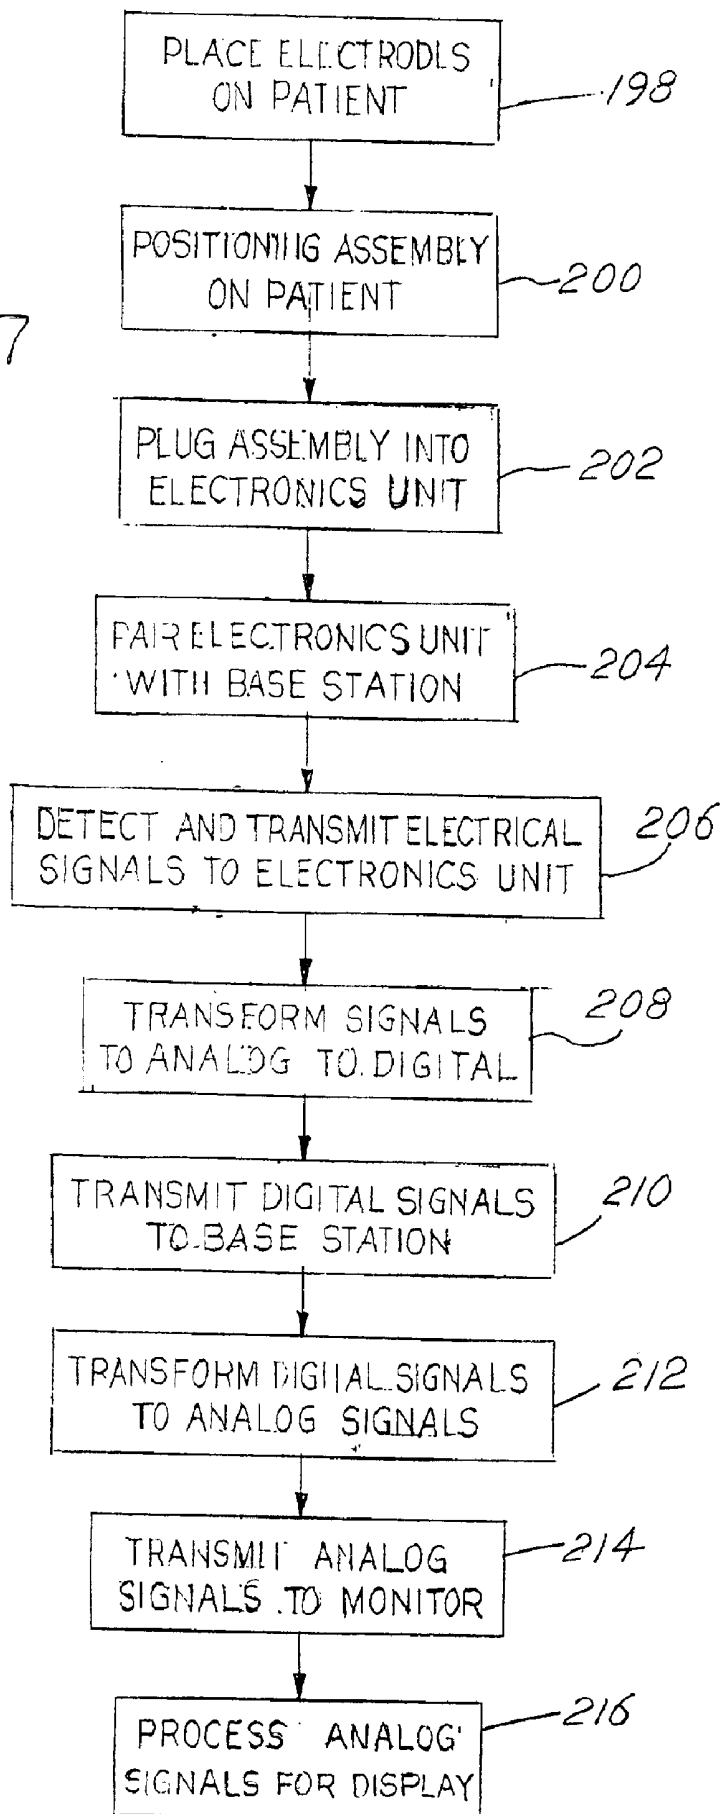 PLACE ELECTRODES
ON PATIENT
198
POSITIONING ASSEMBLY
ON PATIENT
200
7
PLUG ASSEMBLY INTO
ELECTRONICS UNIT
202
PAIR ELECTRONICS UNIT
WITH BASE STATION
204
DETECT AND TRANSMIT ELECTRICAL
SIGNALS TO ELECTRONICS UNIT
206
TRANSFORM SIGNALS
TO ANALOG TO DIGITAL
208
TRANSMIT DIGITAL SIGNALS
TO BASE STATION
210
TRANSFORM DIGITAL SIGNALS
TO ANALOG SIGNALS
212
TRANSMIT ANALOG
SIGNALS TO MONITOR
214
PROCESS ANALOG
SIGNALS FOR DISPLAY
216